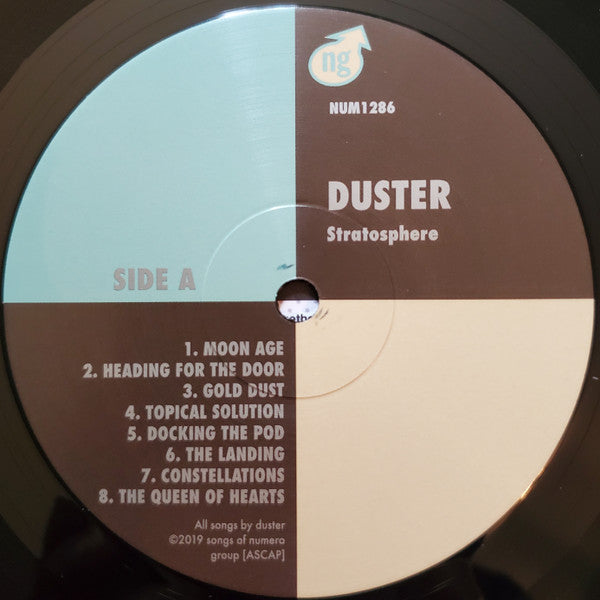 ng
NUM1286
DUSTER
Stratosphere
SIDE A
1. MOON AGE
2. HEADING FOR THE DOOR
3. GOLD DUST
4. TOPICAL SOLUTION
5. DOCKING THE POD
6. THE LANDING
7. CONSTELLATIONS
8. THE QUEEN OF HEARTS
All songs by duster
©2019 songs of numero
group [ASCAP]